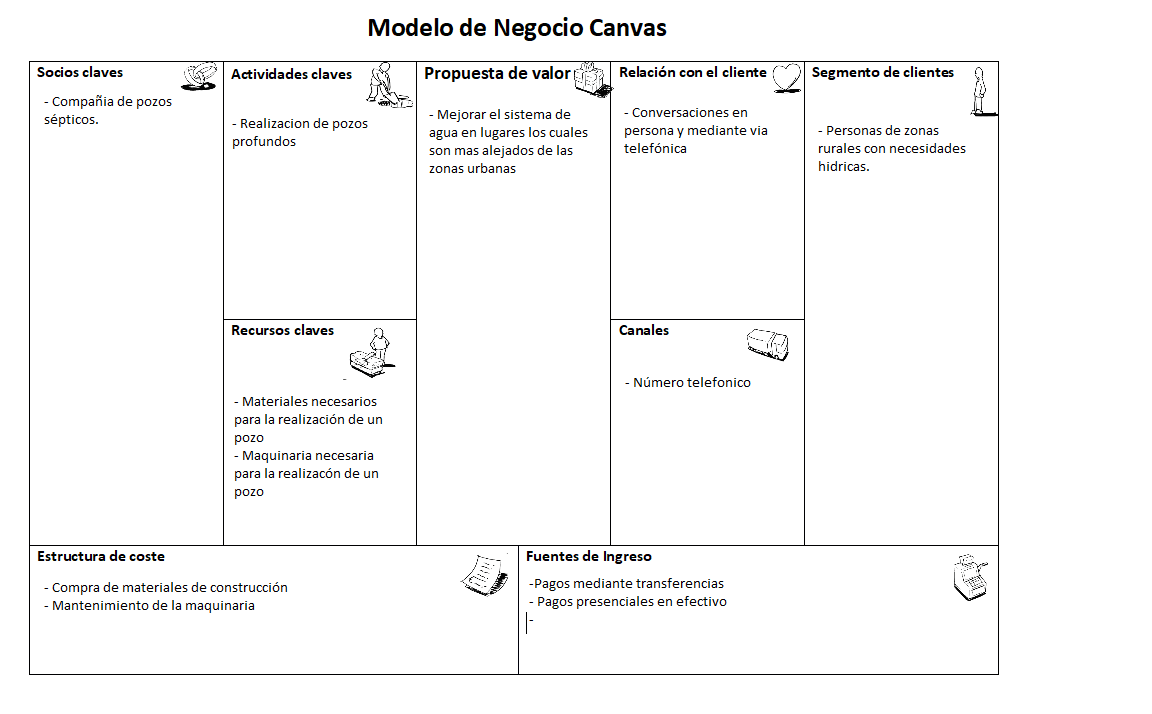 Modelo de Negocio Canvas
Socios claves
- Compañia de pozos
sépticos.
Actividades claves
- Realizacion de pozos
profundos
Recursos claves
- Materiales necesarios
para la realización de un
pozo
- Maquinaria necesaria
para la realizacón de un
pozo
Propuesta de valor
- Mejorar el sistema de
agua en lugares los cuales
son mas alejados de las
zonas urbanas
Relación con el cliente
- Conversaciones en
persona y mediante via
telefónica
Canales
- Número telefonico
Segmento de clientes
- Personas de zonas
rurales con necesidades
hidricas.
Estructura de coste
- Compra de materiales de construcción
- Mantenimiento de la maquinaria
Fuentes de Ingreso
-Pagos mediante transferencias
- Pagos presenciales en efectivo
-